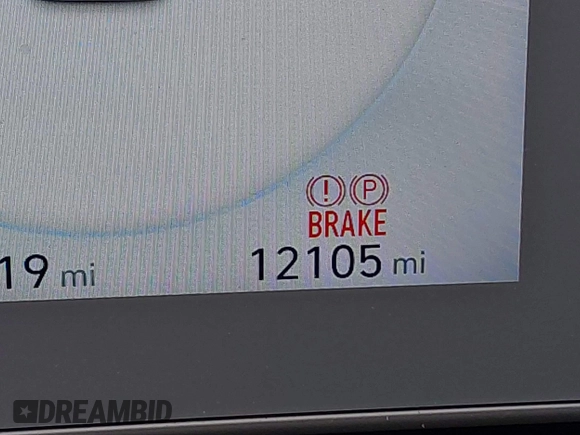 ! P
BRAKE
19 mi 12105 mi
DREAMBID